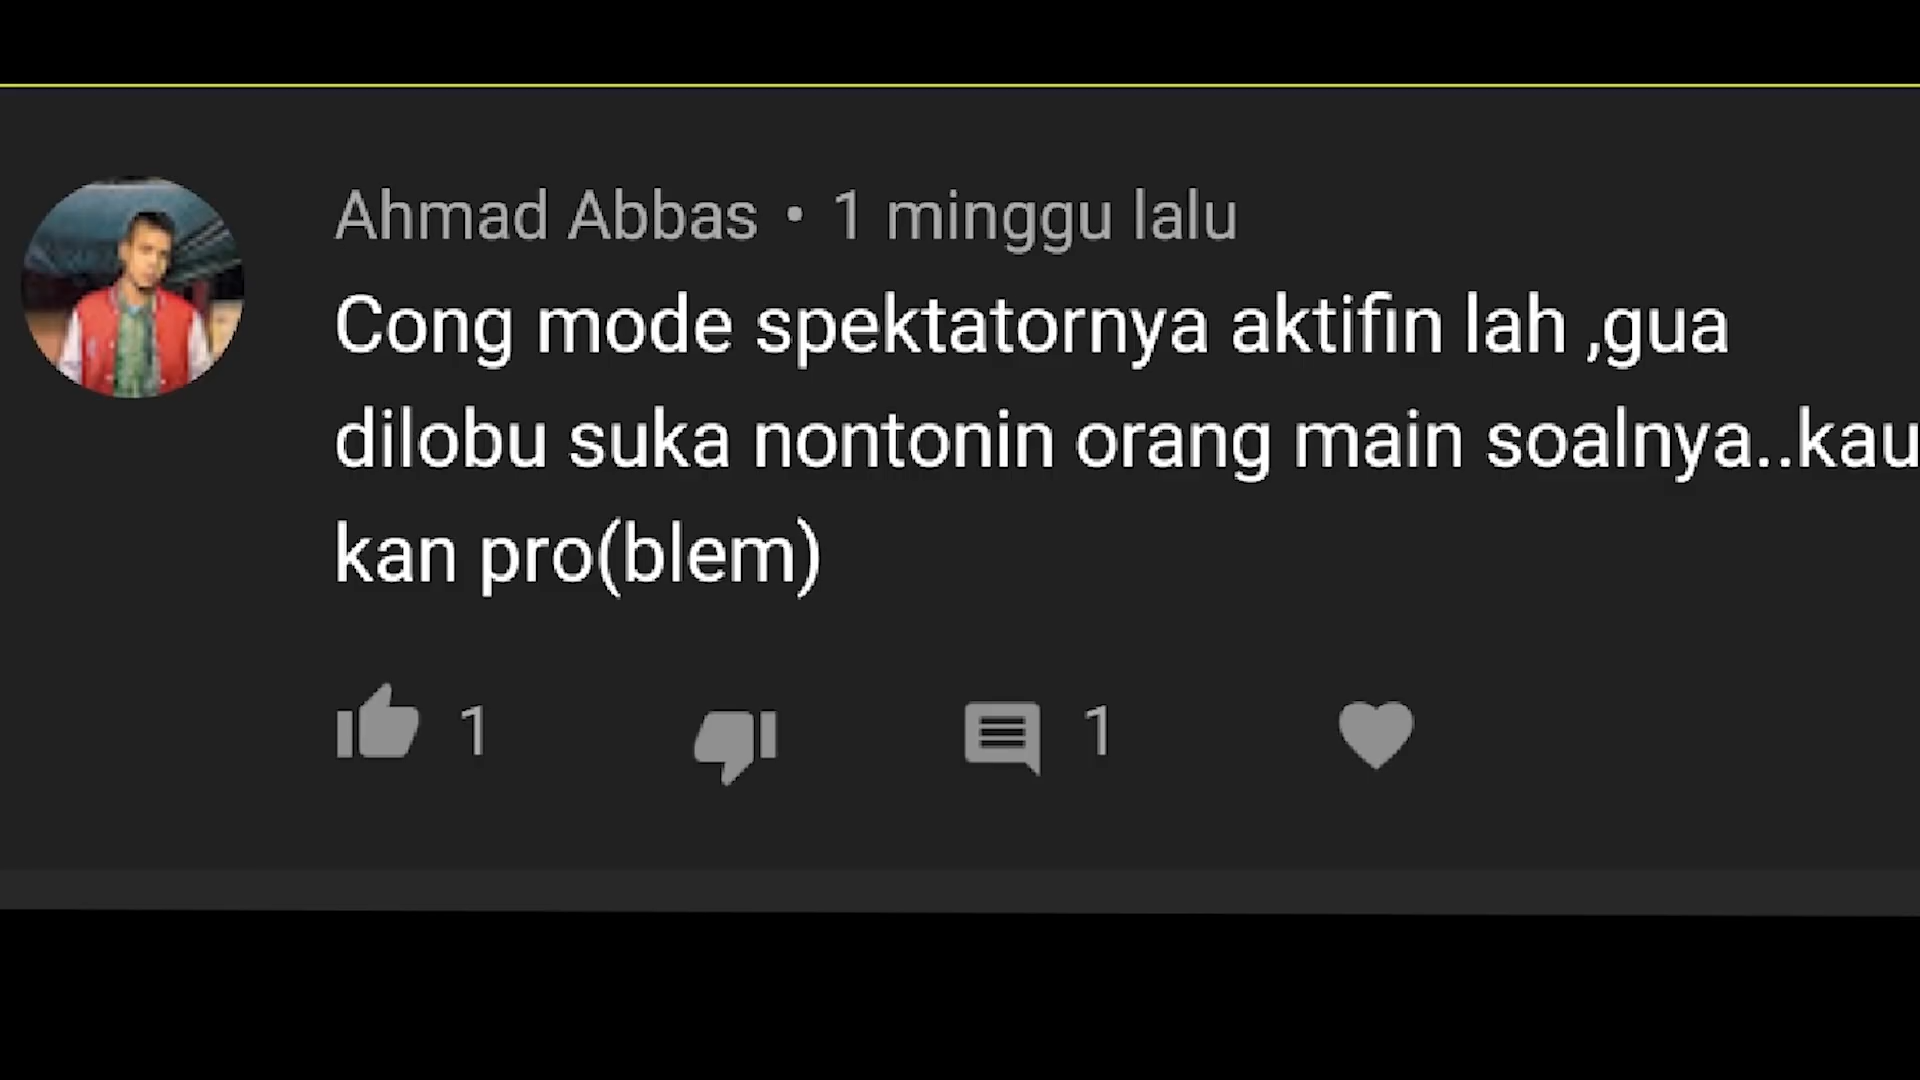 Ahmad Abbas • 1 minggu lalu
Cong mode spektatornya aktifin lah ,gua
dilobu suka nontonin orang main soalnya..kau
kan pro(blem)
1 1